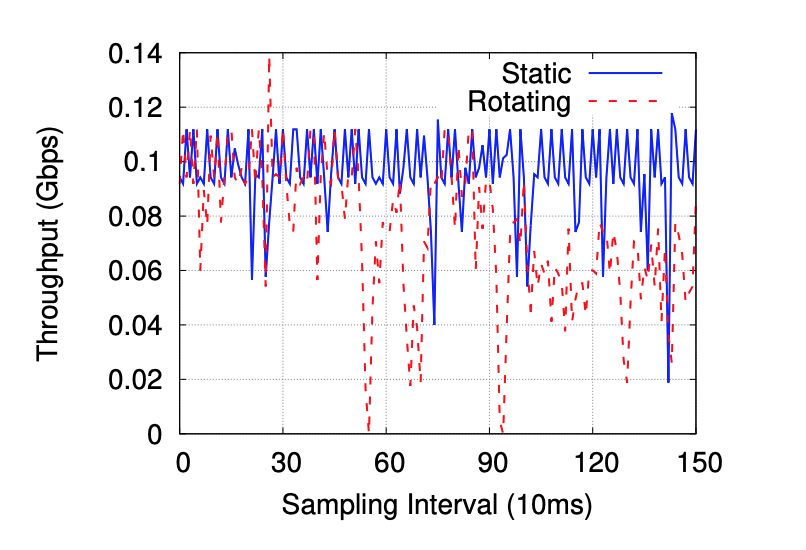 Static
Rotating
Throughput (Gbps)
0.14
0.12
0.1
0.08
0.06
0.04
0.02
0
0 30 60 90 120 150
Sampling Interval (10ms)